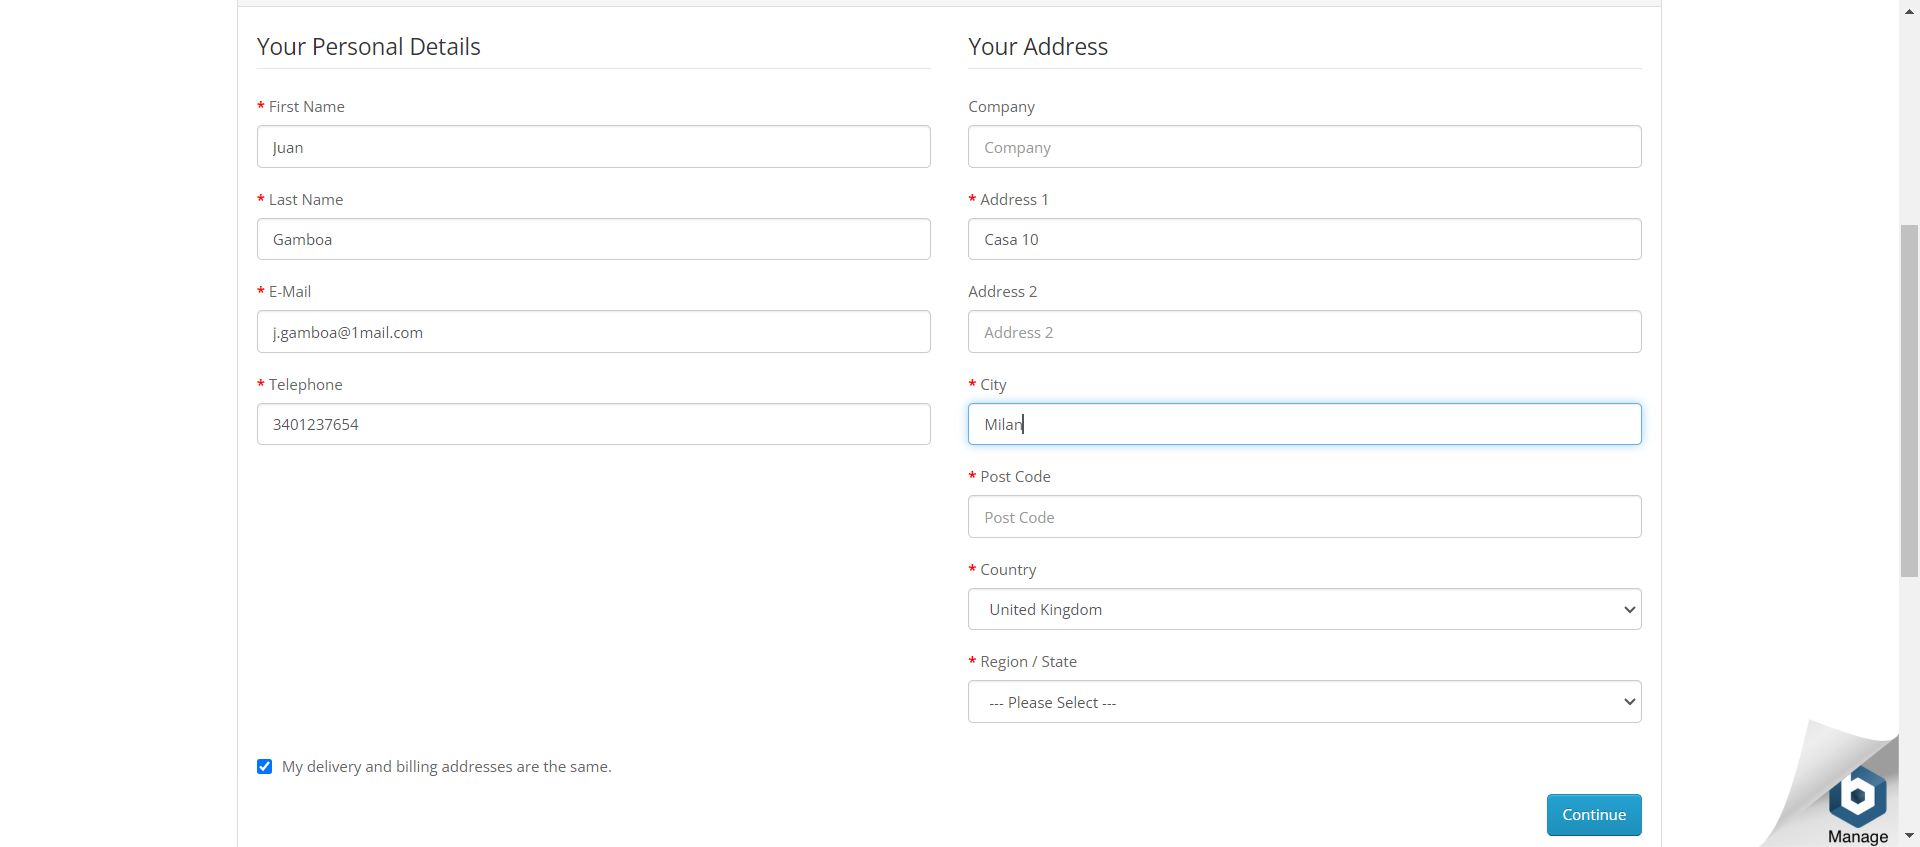 Your Personal Details
* First Name
Juan
* Last Name
Gamboa
* E-Mail
j.gamboa@1mail.com
* Telephone
3401237654
Your Address
Company
Company
* Address 1
Casa 10
Address 2
Address 2
* City
Milan
* Post Code
Post Code
* Country
United Kingdom
* Region / State
--- Please Select ---
My delivery and billing addresses are the same.
Continue
b
Manage